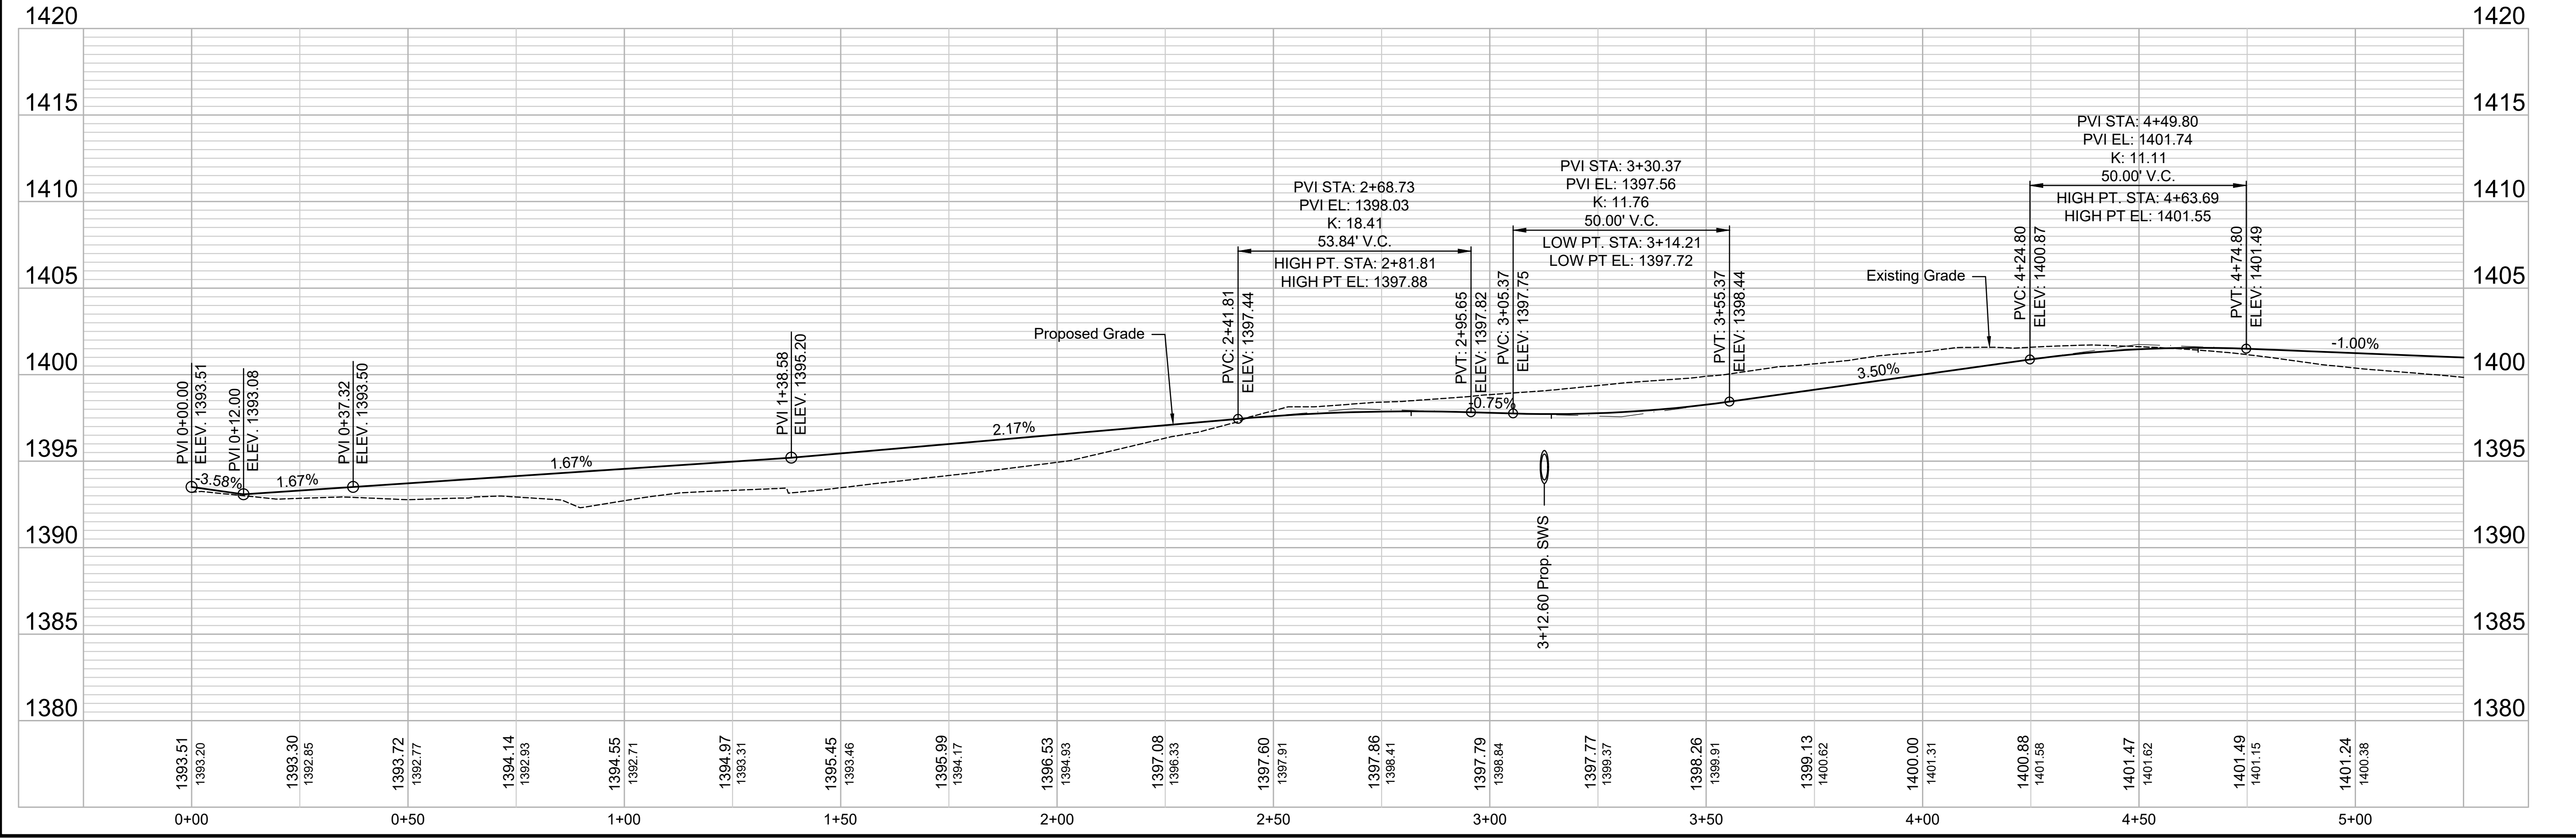 1420
1420
1415
1415
1410
1410
1405
1405
1400
1400
1395
1395
1390
1390
1385
1385
1380
1380
PVI 0+00.00
ELEV. 1393.51
-3.58%
PVI 0+12.00
ELEV. 1393.08
1.67%
PVI 0+37.32
ELEV. 1393.50
1.67%
PVI 1+38.58
ELEV. 1395.20
2.17%
Proposed Grade
PVI STA: 2+68.73
PVI EL: 1398.03
K: 18.41
53.84' V.C.
HIGH PT. STA: 2+81.81
HIGH PT EL: 1397.88
PVC: 2+41.81
ELEV: 1397.44
PVT: 2+95.65
ELEV: 1397.82
-0.75%
PVI STA: 3+30.37
PVI EL: 1397.56
K: 11.76
50.00' V.C.
LOW PT. STA: 3+14.21
LOW PT EL: 1397.72
PVC: 3+05.37
ELEV: 1397.75
PVT: 3+55.37
ELEV: 1398.44
3+12.60 Prop. SWS
3.50%
Existing Grade
PVI STA: 4+49.80
PVI EL: 1401.74
K: 11.11
50.00' V.C.
HIGH PT. STA: 4+63.69
HIGH PT EL: 1401.55
PVC: 4+24.80
ELEV: 1400.87
PVT: 4+74.80
ELEV: 1401.49
-1.00%
1393.51
1393.20
1393.30
1392.85
1393.72
1392.77
1394.14
1392.93
1394.55
1392.71
1394.97
1393.31
1395.45
1393.46
1395.99
1394.17
1396.53
1394.93
1397.08
1396.33
1397.60
1397.91
1397.86
1398.41
1397.79
1398.84
1397.77
1399.37
1398.26
1399.91
1399.13
1400.62
1400.00
1401.31
1400.88
1401.58
1401.47
1401.62
1401.49
1401.15
1401.24
1400.38
0+00
0+50
1+00
1+50
2+00
2+50
3+00
3+50
4+00
4+50
5+00